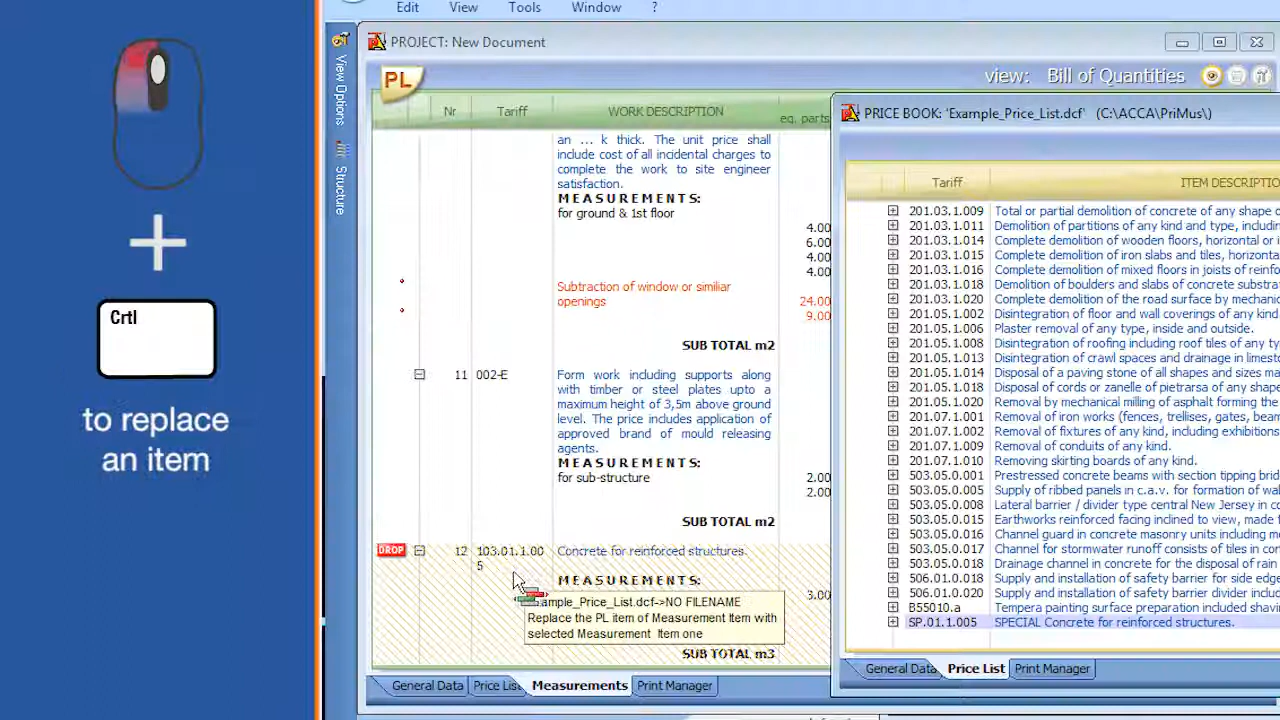 Edit View Tools Window ?
PROJECT: New Document
PL
view: Bill of Quantities
View Options
Structure
Nr Tariff WORK DESCRIPTION eq. parts
an ... k thick. The unit price shall
include cost of all incidental charges to
complete the work to site engineer
satisfaction.
MEASUREMENTS:
for ground & 1st floor
4.00
6.00
4.00
4.00
Subtraction of window or similiar
openings
24.00
9.00
SUB TOTAL m2
11 002-E Form work including supports along
with timber or steel plates upto a
maximum height of 3,5m above ground
level. The price includes application of
approved brand of mould releasing
agents.
MEASUREMENTS:
for sub-structure
2.00
2.00
SUB TOTAL m2
DROP 12 103.01.1.00 Concrete for reinforced structures.
5
MEASUREMENTS:
3.00
ample_Price_List.dcf->NO FILENAME
Replace the PL item of Measurement Item with
selected Measurement Item one
SUB TOTAL m3
General Data Price Lis Measurements Print Manager
PRICE BOOK: 'Example_Price_List.dcf' (C:\ACCA\PriMus\)
Tariff ITEM DESCRIPTIO
201.03.1.009 Total or partial demolition of concrete of any shape o
201.03.1.011 Demolition of partitions of any kind and type, includin
201.03.1.014 Complete demolition of wooden floors, horizontal or i
201.03.1.015 Complete demolition of iron slabs and tiles, horizonta
201.03.1.016 Complete demolition of mixed floors in joists of reinfo
201.03.1.018 Demolition of boulders and slabs of concrete substra
201.03.1.020 Complete demolition of the road surface by mechani
201.05.1.002 Disintegration of floor and wall coverings of any kind
201.05.1.006 Plaster removal of any type, inside and outside.
201.05.1.008 Disintegration of roofing including roof tiles of any ty
201.05.1.013 Disintegration of crawl spaces and drainage in limest
201.05.1.014 Disposal of a paving stone of all shapes and sizes ma
201.05.1.018 Disposal of cords or zanelle of pietrarsa of any shape
201.05.1.020 Removal by mechanical milling of asphalt forming the
201.07.1.001 Removal of iron works (fences, trellises, gates, beam
201.07.1.002 Removal of fixtures of any kind, including exhibitions
201.07.1.009 Removal of conduits of any kind.
201.07.1.010 Removing skirting boards of any kind.
503.05.0.001 Prestressed concrete beams with section tipping brid
503.05.0.005 Supply of ribbed panels in c.a.v. for formation of wal
503.05.0.008 Lateral barrier / divider type central New Jersey in co
503.05.0.015 Earthworks reinforced facing inclined to view, made
503.05.0.016 Channel guard in concrete masonry units including m
503.05.0.017 Channel for stormwater runoff consists of tiles in con
503.05.0.018 Drainage channel in concrete for the disposal of rain
506.01.0.018 Supply and installation of safety barrier for side edge
506.01.0.020 Supply and installation of safety barrier divider includ
B55010.a Tempera painting surface preparation included shav
SP.01.1.005 SPECIAL Concrete for reinforced structures.
General Data Price List Print Manager
Crtl
to replace
an item